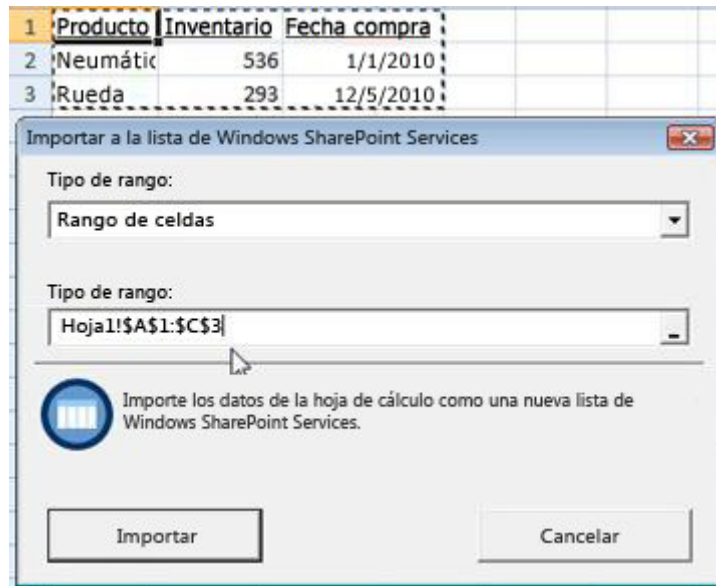 1 Producto Inventario Fecha compra
2 Neumátic 536 1/1/2010
3 Rueda 293 12/5/2010
Importar a la lista de Windows SharePoint Services
Tipo de rango:
Rango de celdas
Tipo de rango:
Hoja1!$A$1:$C$3
Importe los datos de la hoja de cálculo como una nueva lista de
Windows SharePoint Services.
Importar Cancelar